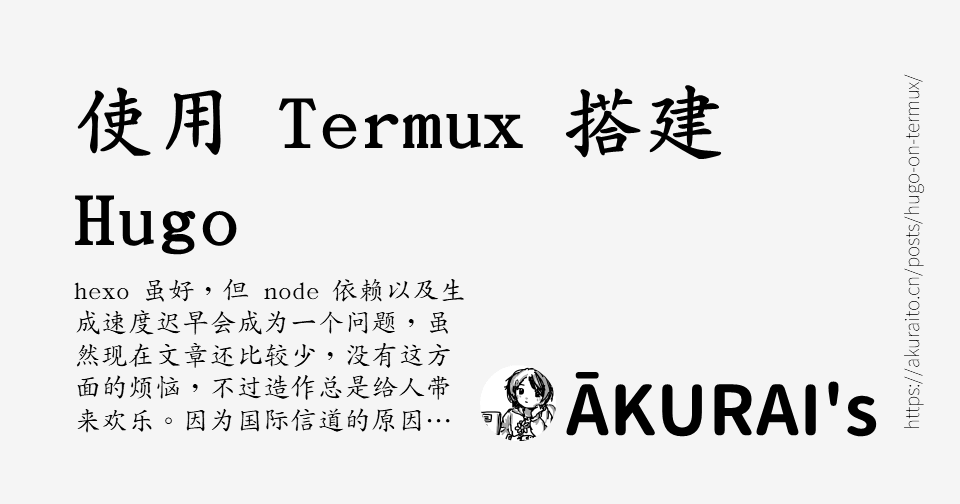 使用 Termux 搭建
Hugo
hexo 虽好，但 node 依赖以及生
成速度迟早会成为一个问题，虽
然现在文章还比较少，没有这方
面的烦恼，不过造作总是给人带
来欢乐。因为国际信道的原因…
ĀKURAI's
https://akuraito.cn/posts/hugo-on-termux/